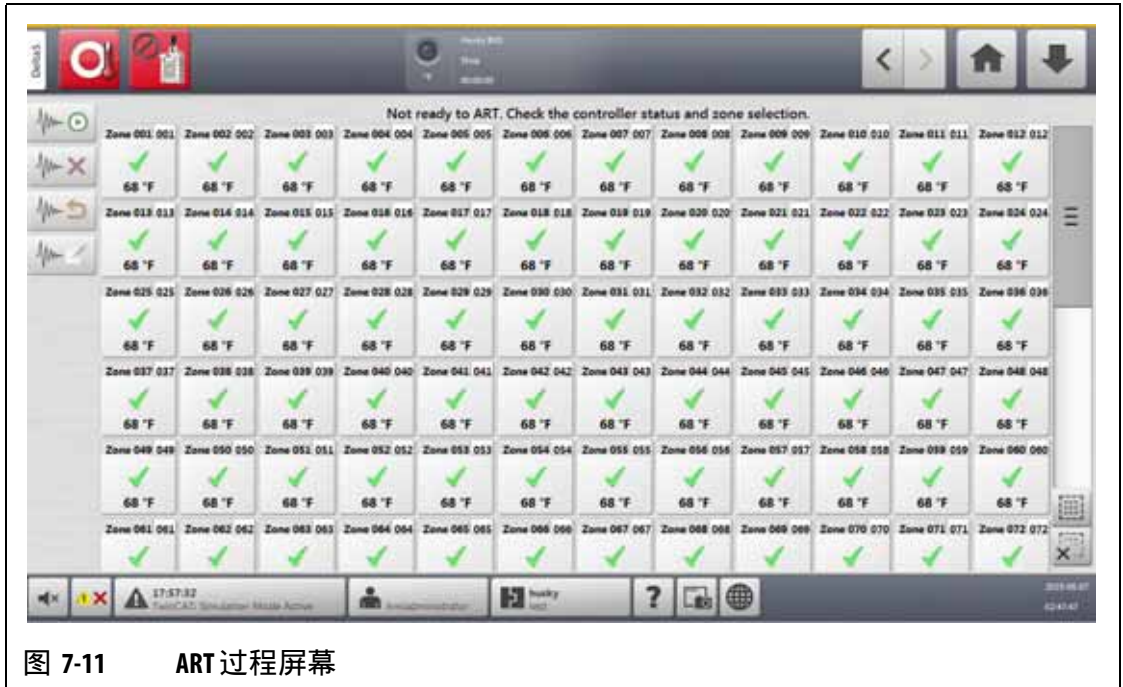 DeltaS
Not ready to ART. Check the controller status and zone selection.
Zone 001 001 Zone 002 002 Zone 003 003 Zone 004 004 Zone 005 005 Zone 006 006 Zone 007 007 Zone 008 008 Zone 009 009 Zone 010 010 Zone 011 011 Zone 012 012
68 °F 68 °F 68 °F 68 °F 68 °F 68 °F 68 °F 68 °F 68 °F 68 °F 68 °F 68 °F
Zone 013 013 Zone 014 014 Zone 015 015 Zone 016 016 Zone 017 017 Zone 018 018 Zone 019 019 Zone 020 020 Zone 021 021 Zone 022 022 Zone 023 023 Zone 024 024
68 °F 68 °F 68 °F 68 °F 68 °F 68 °F 68 °F 68 °F 68 °F 68 °F 68 °F 68 °F
Zone 025 025 Zone 026 026 Zone 027 027 Zone 028 028 Zone 029 029 Zone 030 030 Zone 031 031 Zone 032 032 Zone 033 033 Zone 034 034 Zone 035 035 Zone 036 036
68 °F 68 °F 68 °F 68 °F 68 °F 68 °F 68 °F 68 °F 68 °F 68 °F 68 °F 68 °F
Zone 037 037 Zone 038 038 Zone 039 039 Zone 040 040 Zone 041 041 Zone 042 042 Zone 043 043 Zone 044 044 Zone 045 045 Zone 046 046 Zone 047 047 Zone 048 048
68 °F 68 °F 68 °F 68 °F 68 °F 68 °F 68 °F 68 °F 68 °F 68 °F 68 °F 68 °F
Zone 049 049 Zone 050 050 Zone 051 051 Zone 052 052 Zone 053 053 Zone 054 054 Zone 055 055 Zone 056 056 Zone 057 057 Zone 058 058 Zone 059 059 Zone 060 060
68 °F 68 °F 68 °F 68 °F 68 °F 68 °F 68 °F 68 °F 68 °F 68 °F 68 °F 68 °F
Zone 061 061 Zone 062 062 Zone 063 063 Zone 064 064 Zone 065 065 Zone 066 066 Zone 067 067 Zone 068 068 Zone 069 069 Zone 070 070 Zone 071 071 Zone 072 072
17:57:32
TwinCAT: Simulation Mode Active
husky
test
?
图 7-11 ART 过程屏幕